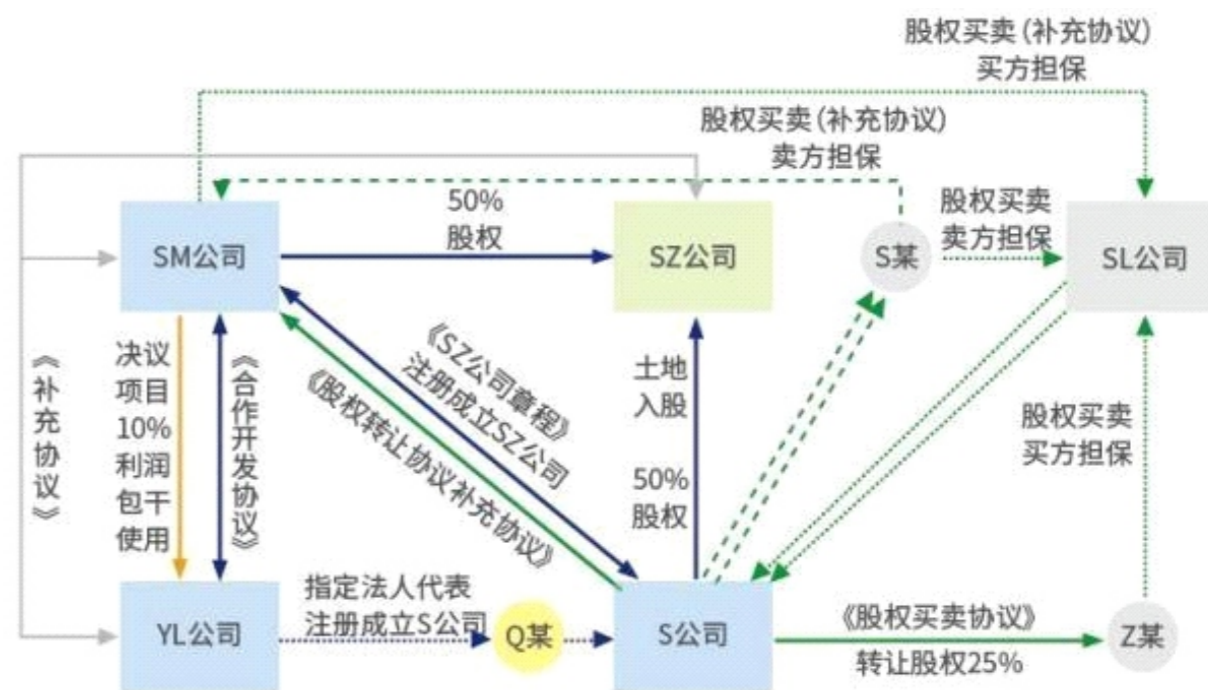 股权买卖(补充协议)
买方担保
股权买卖(补充协议)
卖方担保
50%
股权
股权买卖
卖方担保
SM公司
SZ公司
S某
SL公司
《补充协议》
决议
项目
10%
利润
包干
使用
《合作开发协议》
《SZ公司章程》
注册成立SZ公司
《股权转让协议补充协议》
土地
入股
50%
股权
股权买卖
买方担保
指定法人代表
注册成立S公司
YL公司
Q某
S公司
《股权买卖协议》
转让股权25%
Z某